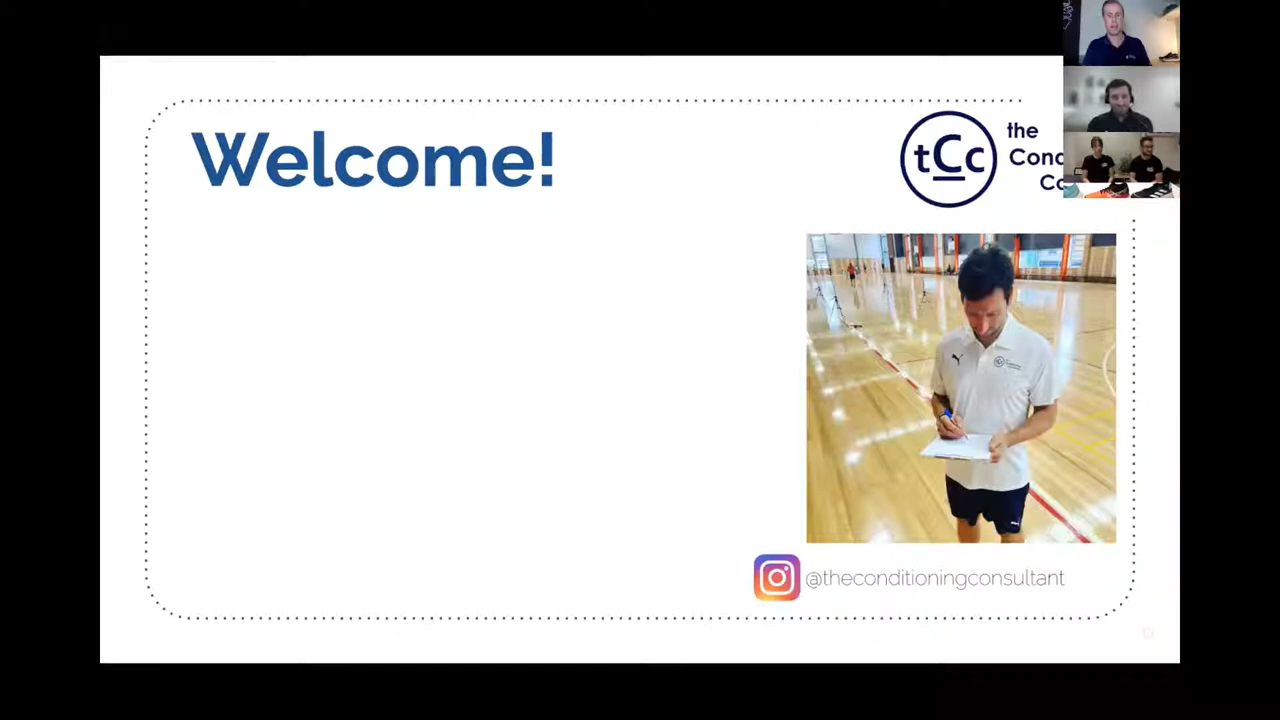 Welcome!
tCc
the
Conc
Co
@theconditioningconsultant